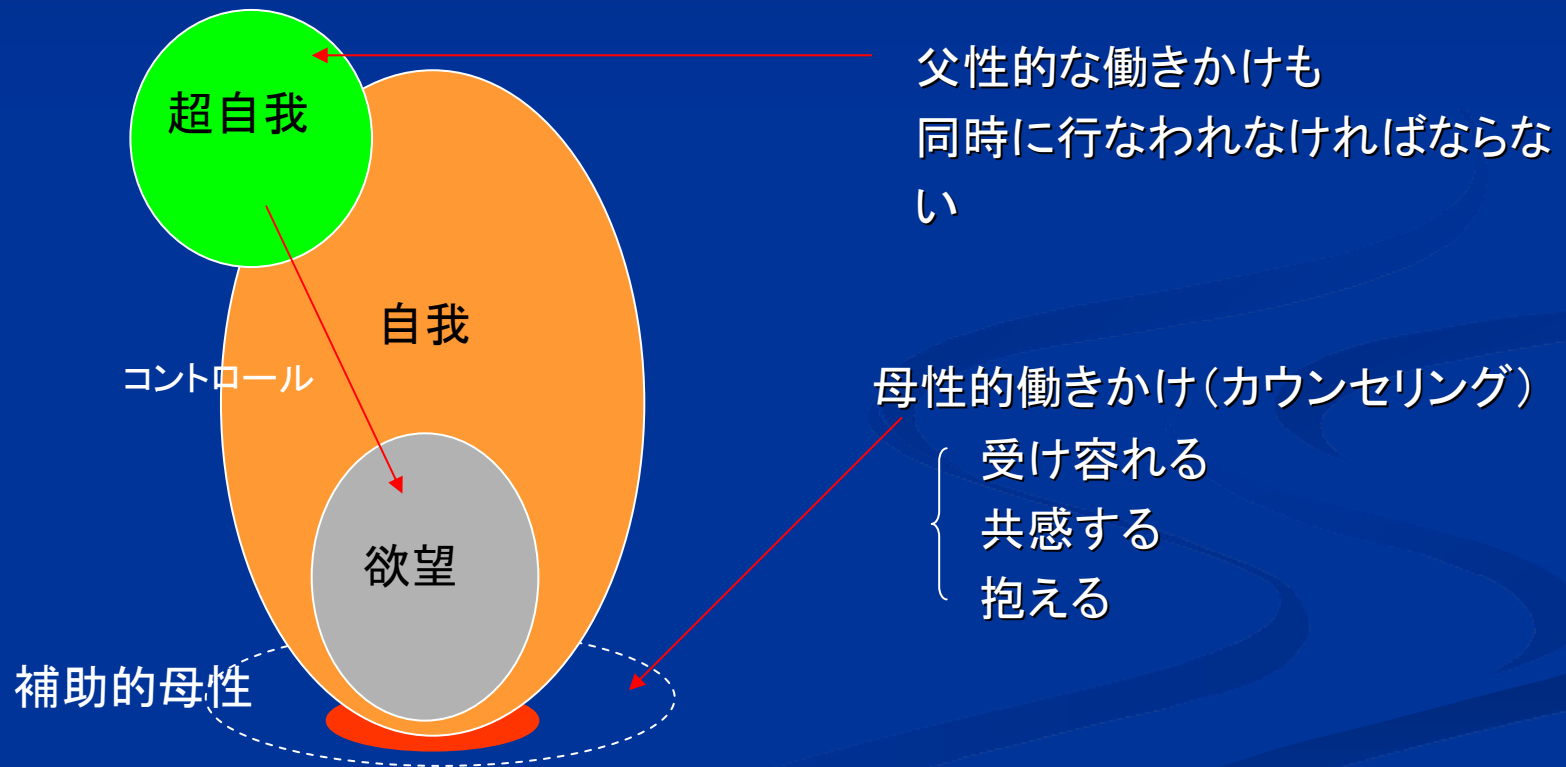 超自我
父性的な働きかけも
同時に行なわれなければならな
い
自我
コントロール
母性的働きかけ(カウンセリング)
受け容れる
共感する
欲望
抱える
補助的母性